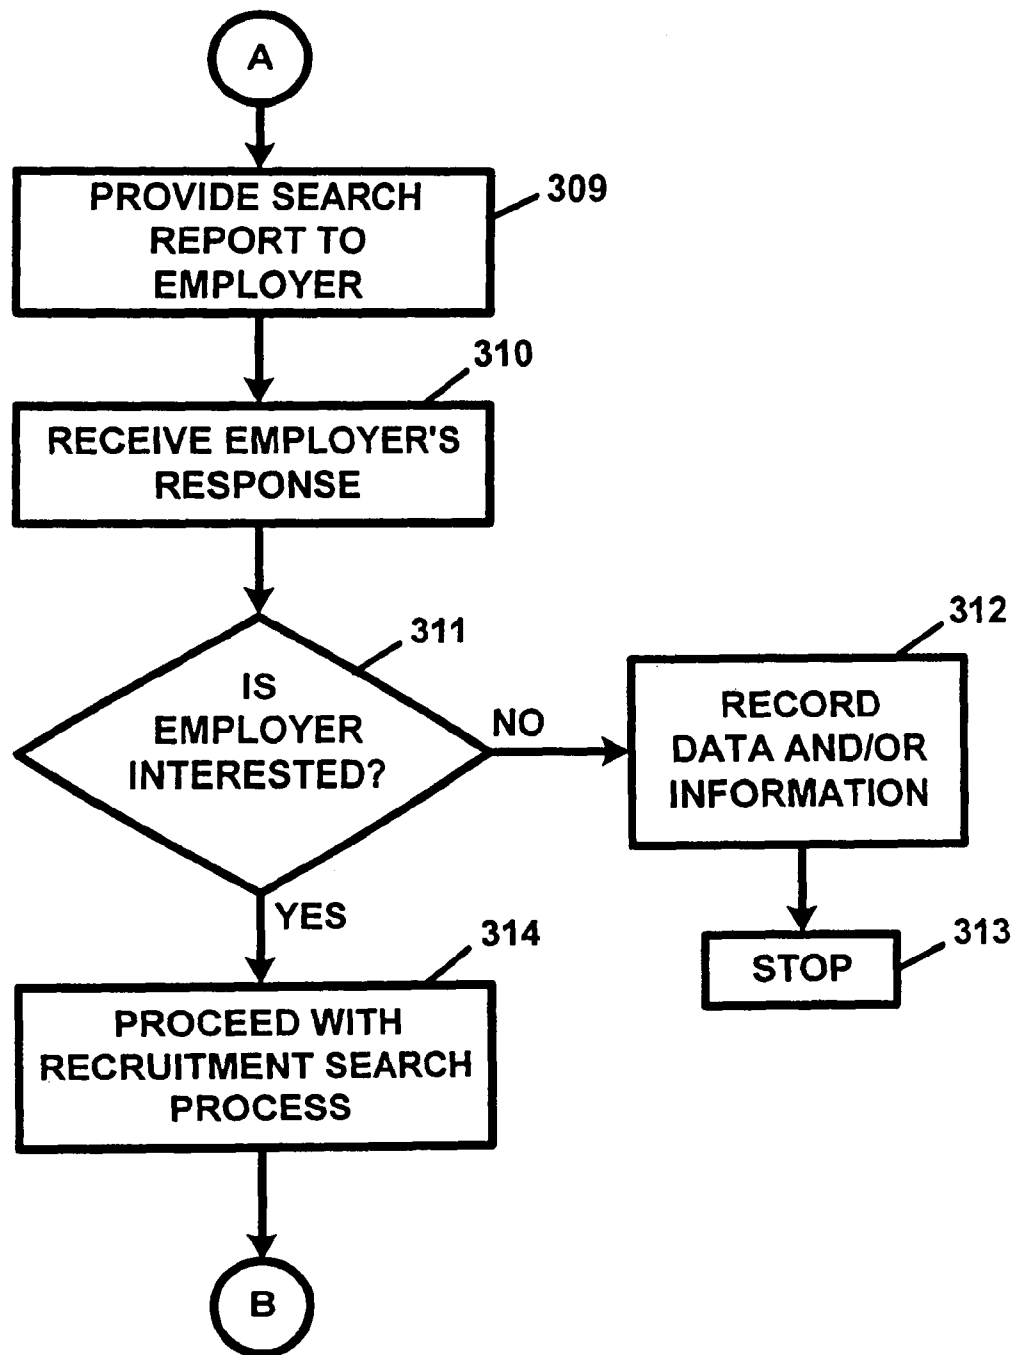 A
PROVIDE SEARCH
REPORT TO
EMPLOYER
309
310
RECEIVE EMPLOYER'S
RESPONSE
311
IS
EMPLOYER
INTERESTED?
NO
312
RECORD
DATA AND/OR
INFORMATION
YES
313
STOP
314
PROCEED WITH
RECRUITMENT SEARCH
PROCESS
B